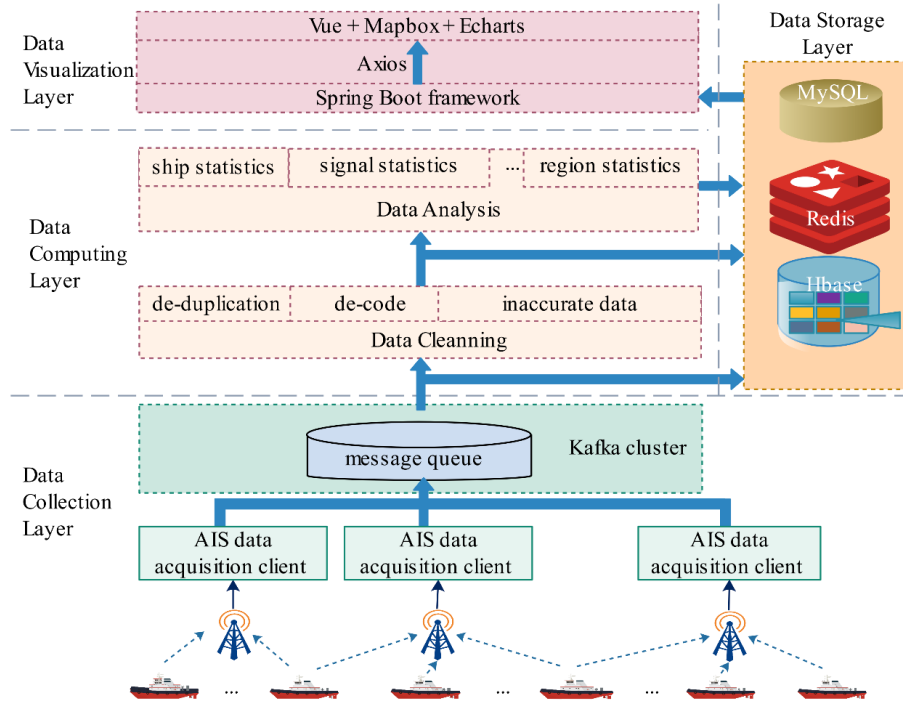 Vue + Mapbox + Echarts
Axios
Spring Boot framework
Data
Visualization
Layer
Data Storage
Layer
MySQL
Redis
Hbase
ship statistics
signal statistics
...
region statistics
Data Analysis
Data
Computing
Layer
de-duplication
de-code
inaccurate data
Data Cleanning
Kafka cluster
message queue
Data
Collection
Layer
AIS data
acquisition client
AIS data
acquisition client
AIS data
acquisition client
...
...
...